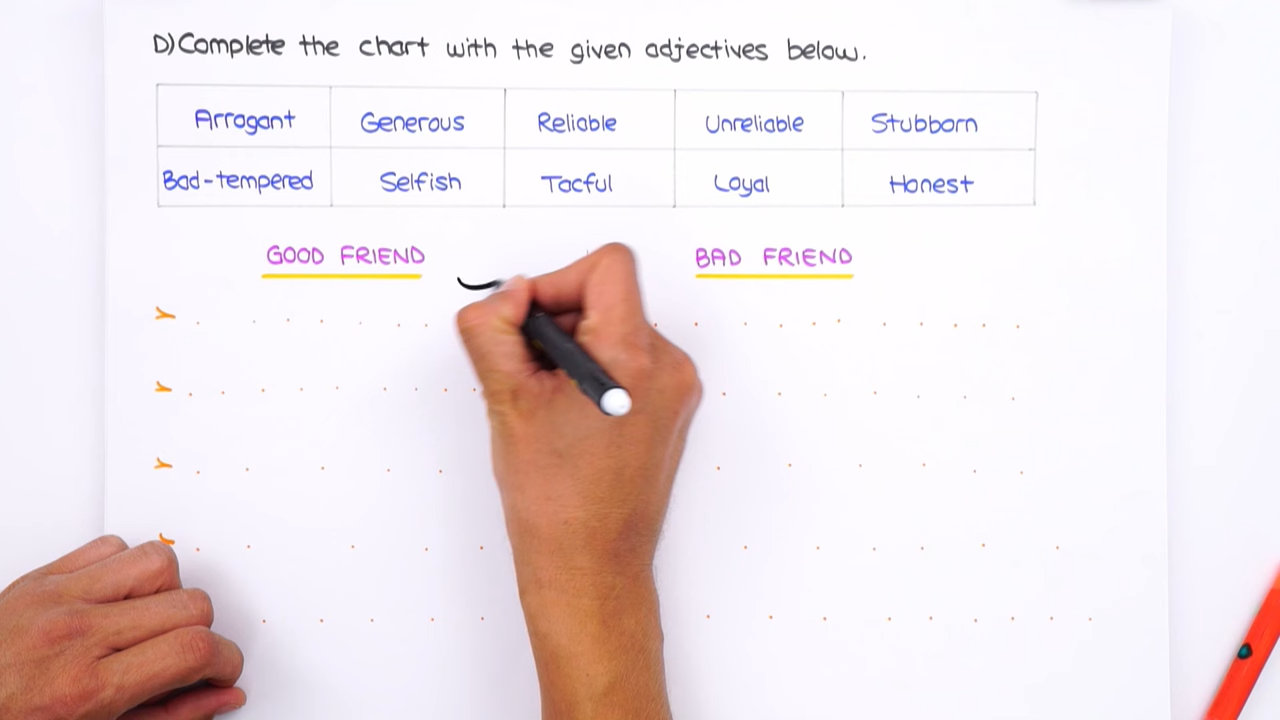 D) Complete the chart with the given adjectives below.
Arrogant Generous Reliable Unreliable Stubborn
Bad-tempered Selfish Tacful Loyal Honest
GOOD FRIEND BAD FRIEND